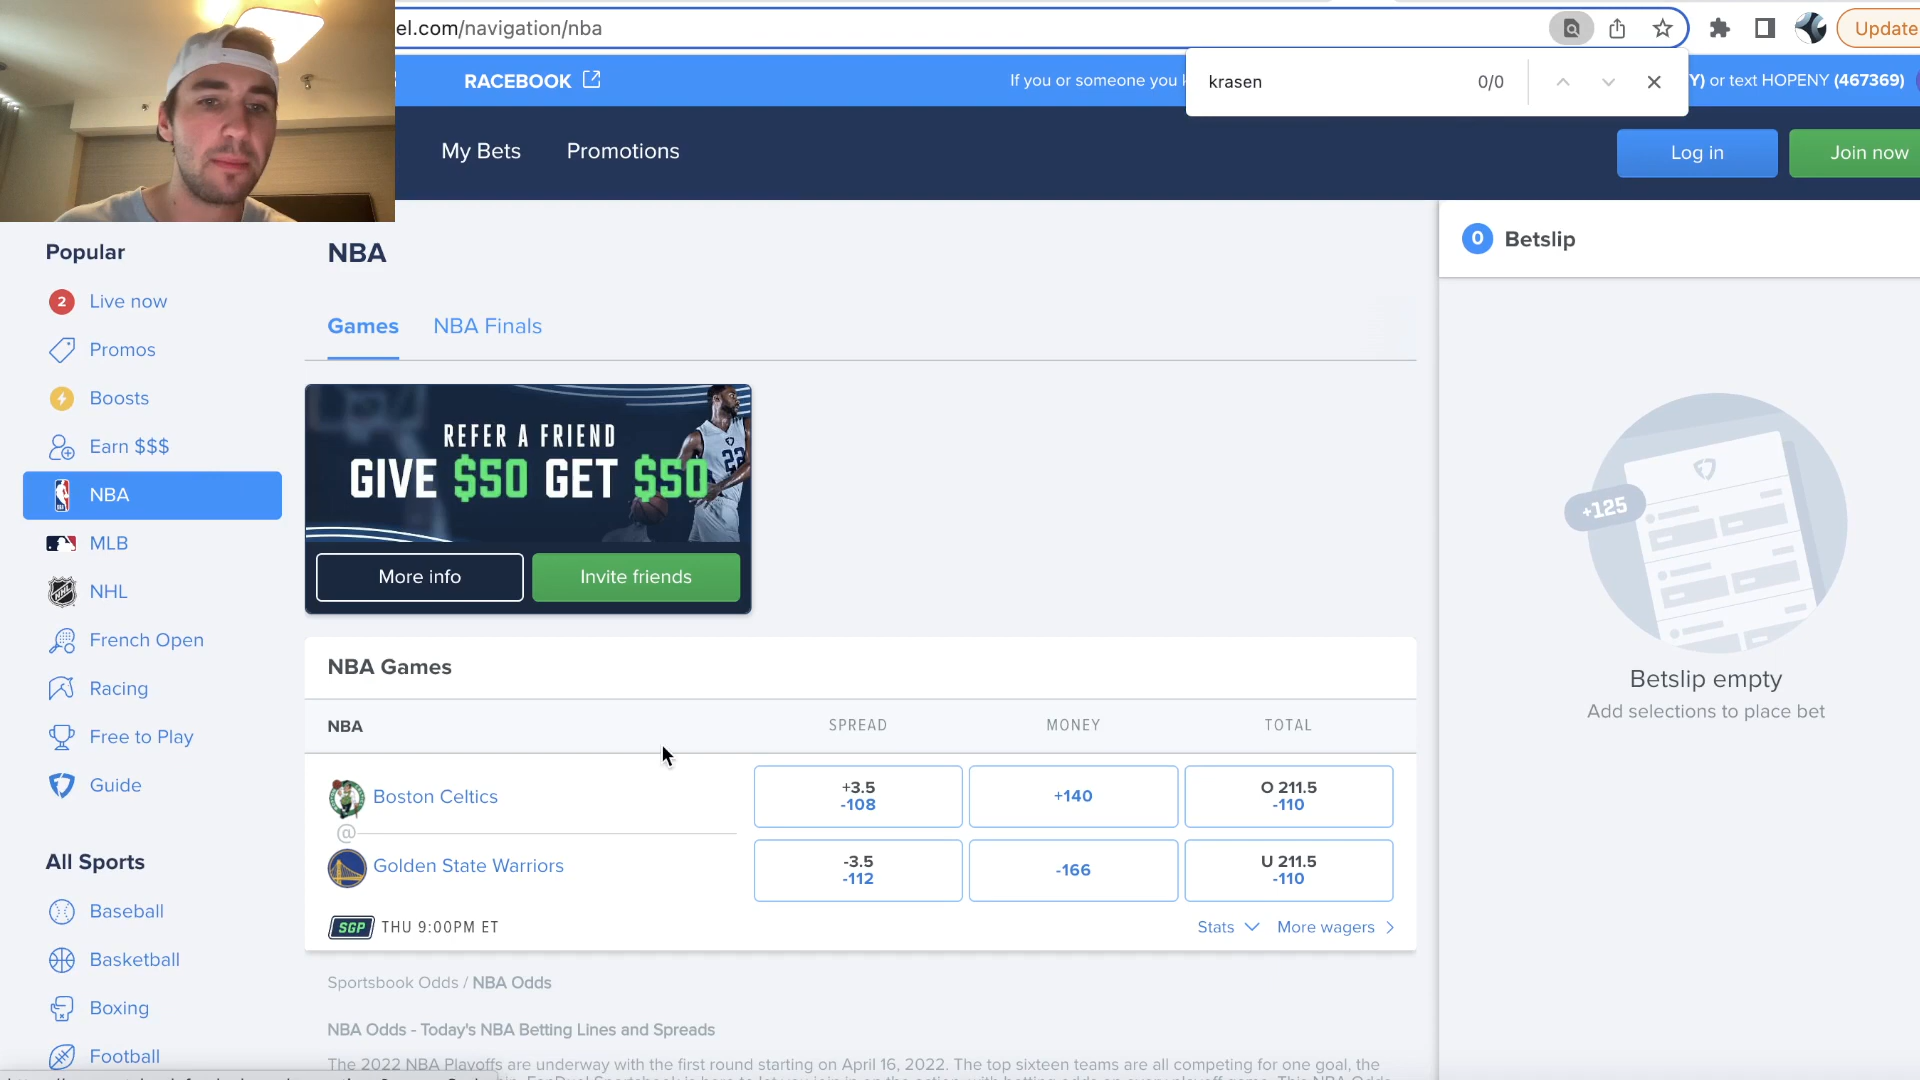 el.com/navigation/nba
Update
krasen 0/0
RACEBOOK
If you or someone you
Y) or text HOPENY (467369)
My Bets
Promotions
Log in
Join now
Popular
2 Live now
Promos
Boosts
Earn $$$
NBA
MLB
NHL
French Open
Racing
Free to Play
Guide
All Sports
Baseball
Basketball
Boxing
Football
NBA
Games
NBA Finals
REFER A FRIEND
GIVE $50 GET $50
More info
Invite friends
NBA Games
NBA SPREAD MONEY TOTAL
Boston Celtics
+3.5
-108
+140
O 211.5
-110
@
Golden State Warriors
-3.5
-112
-166
U 211.5
-110
SGP THU 9:00PM ET
Stats
More wagers
Sportsbook Odds / NBA Odds
NBA Odds - Today's NBA Betting Lines and Spreads
The 2022 NBA Playoffs are underway with the first round starting on April 16, 2022. The top sixteen teams are all competing for one goal, the
0 Betslip
+125
Betslip empty
Add selections to place bet